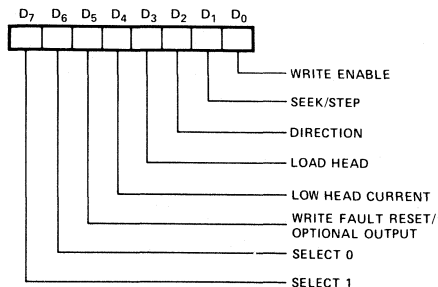 D7 D6 D5 D4 D3 D2 D1 D0
WRITE ENABLE
SEEK/STEP
DIRECTION
LOAD HEAD
LOW HEAD CURRENT
WRITE FAULT RESET/
OPTIONAL OUTPUT
SELECT 0
SELECT 1